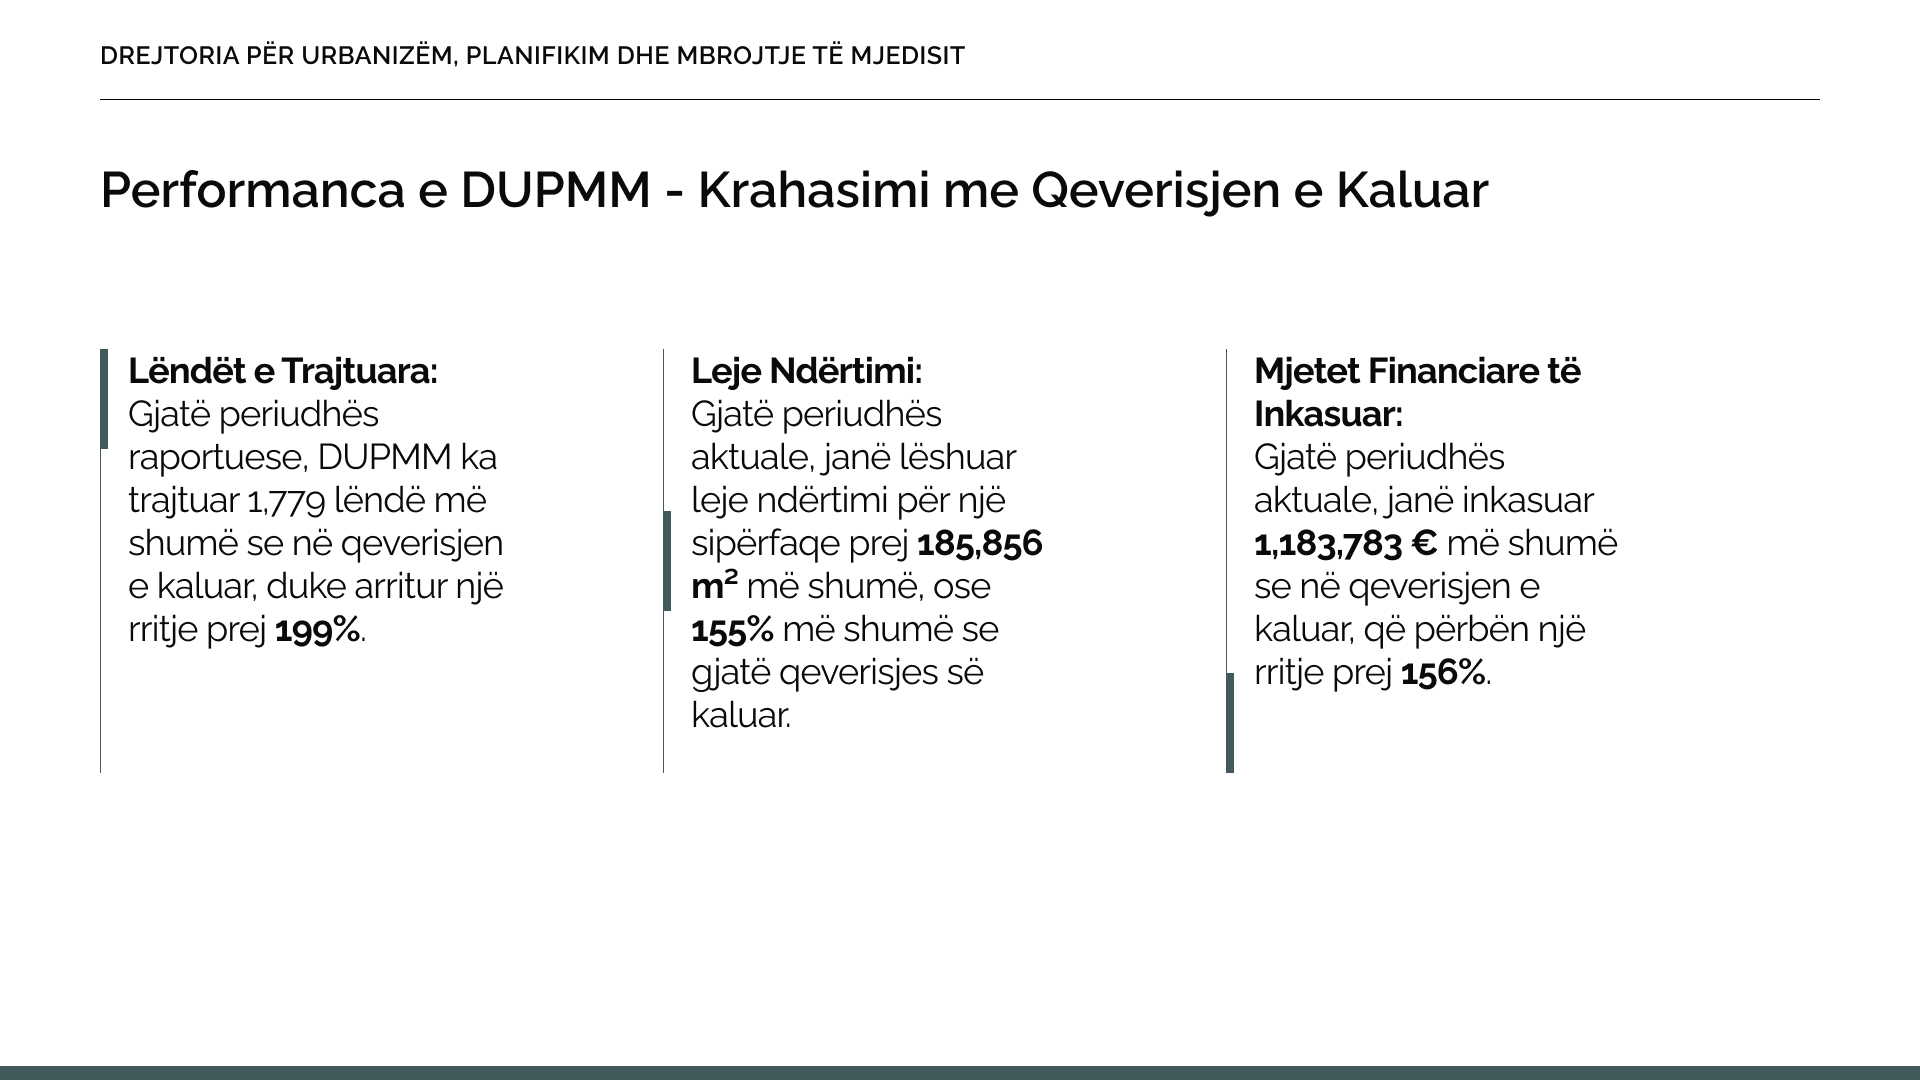 DREJTORIA PËR URBANIZËM, PLANIFIKIM DHE MBROJTJE TË MJEDISIT
Performanca e DUPMM - Krahasimi me Qeverisjen e Kaluar
Lëndët e Trajtuara:
Gjatë periudhës
raportuese, DUPMM ka
trajtuar 1,779 lëndë më
shumë se në qeverisjen
e kaluar, duke arritur një
rritje prej 199%.
Leje Ndërtimi:
Gjatë periudhës
aktuale, janë lëshuar
leje ndërtimi për një
sipërfaqe prej 185,856
m² më shumë, ose
155% më shumë se
gjatë qeverisjes së
kaluar.
Mjetet Financiare të
Inkasuar:
Gjatë periudhës
aktuale, janë inkasuar
1,183,783 € më shumë
se në qeverisjen e
kaluar, që përbën një
rritje prej 156%.